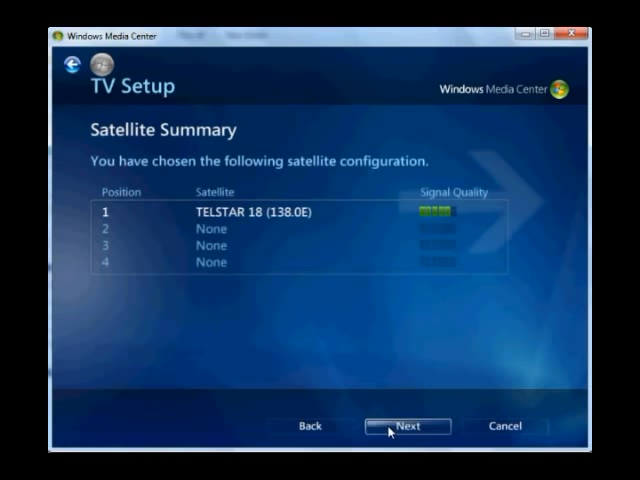 Windows Media Center
TV Setup
Windows Media Center
Satellite Summary
You have chosen the following satellite configuration.
Position Satellite Signal Quality
1 TELSTAR 18 (138.0E)
2 None
3 None
4 None
Back Next Cancel